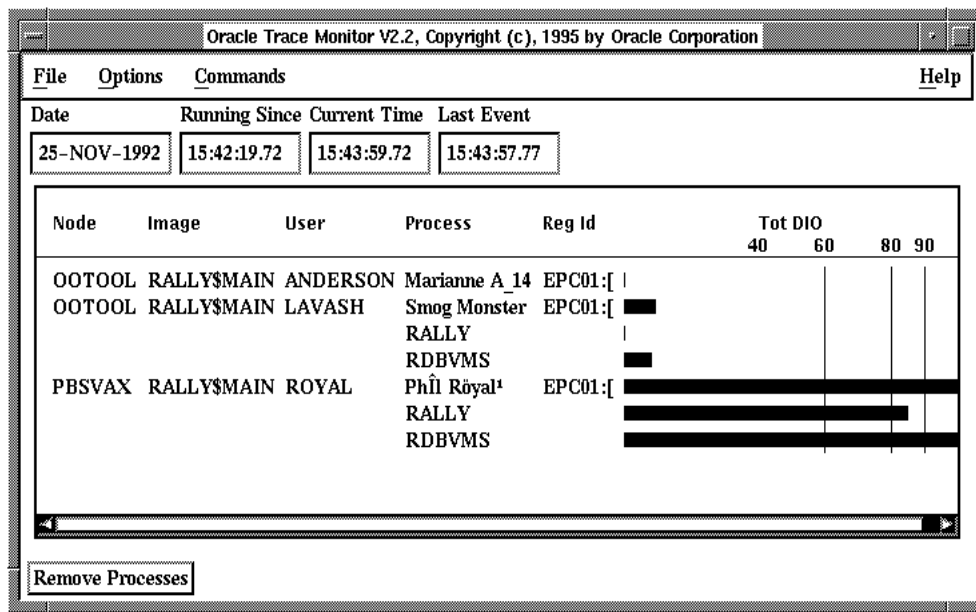 Oracle Trace Monitor V2.2, Copyright (c), 1995 by Oracle Corporation
File Options Commands Help
Date Running Since Current Time Last Event
25-NOV-1992 15:42:19.72 15:43:59.72 15:43:57.77
Node Image User Process Reg Id Tot DIO
40 60 80 90
OOTOOL RALLY$MAIN ANDERSON Marianne A_14 EPC01:[
OOTOOL RALLY$MAIN LAVASH Smog Monster EPC01:[
RALLY
RDBVMS
PBSVAX RALLY$MAIN ROYAL PhÎl Röyal¹ EPC01:[
RALLY
RDBVMS
Remove Processes